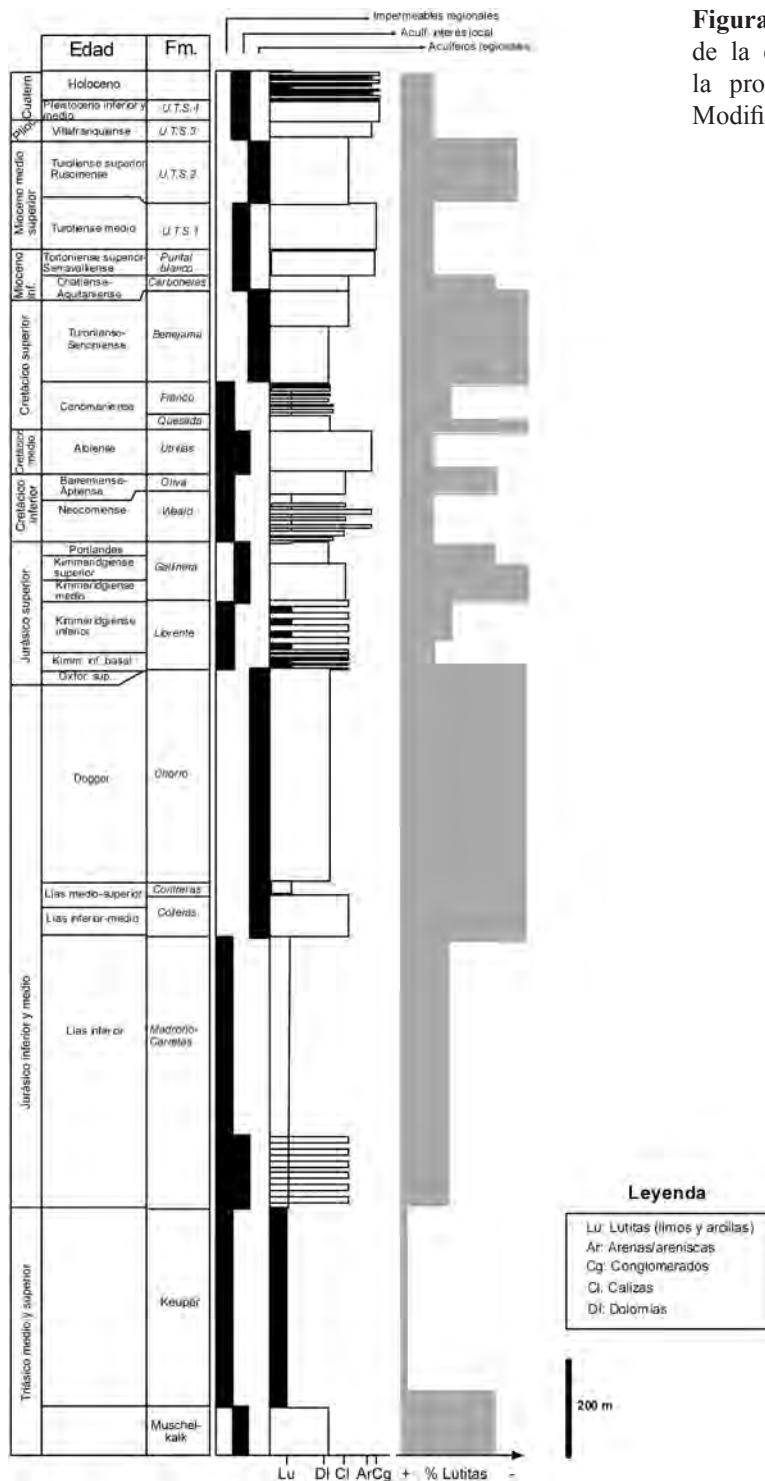 Impermeables regionales
Acuíf. interés local
Acuíferos regionales
Figura
de la
la pro
Modifi
Edad
Fm.
Cuatern
Holoceno
Pleistoceno inferior y
medio
U.T.S.4
Plioc
Villafranquiense
U.T.S.3
Mioceno medio
superior
Turoliense superior
Ruscinense
U.T.S.2
Turoliense medio
U.T.S.1
Mioceno
inf.
Tortoniense superior-
Serravalliense
Puntal
blanco
Aquitaniense
Carboneras
Cretácico superior
Turoniense-
Senoniense
Benejama
Cenomaniense
Franco
Quesada
Cretácico
medio
Albiense
Utrillas
Cretácico
inferior
Barremiense-
Aptiense
Oliva
Neocomiense
Weald
Jurásico superior
Portlandes
Kimmeridgiense
superior
Gallinera
Kimmeridgiense
medio
Kimmeridgiense
inferior
Llorente
Kimm. inf. basal
Oxfor. sup.
Jurásico inferior y medio
Dogger
Chorro
Lías medio-superior
Contreras
Lías inferior-medio
Colleras
Lías inferior
Madroño-
Carretas
Triásico medio y superior
Keuper
Muschel-
kalk
Lu Dl Cl Ar Cg + % Lutitas -
Leyenda
Lu: Lutitas (limos y arcillas)
Ar: Arenas/areniscas
Cg: Conglomerados
Cl: Calizas
Dl: Dolomías
200 m